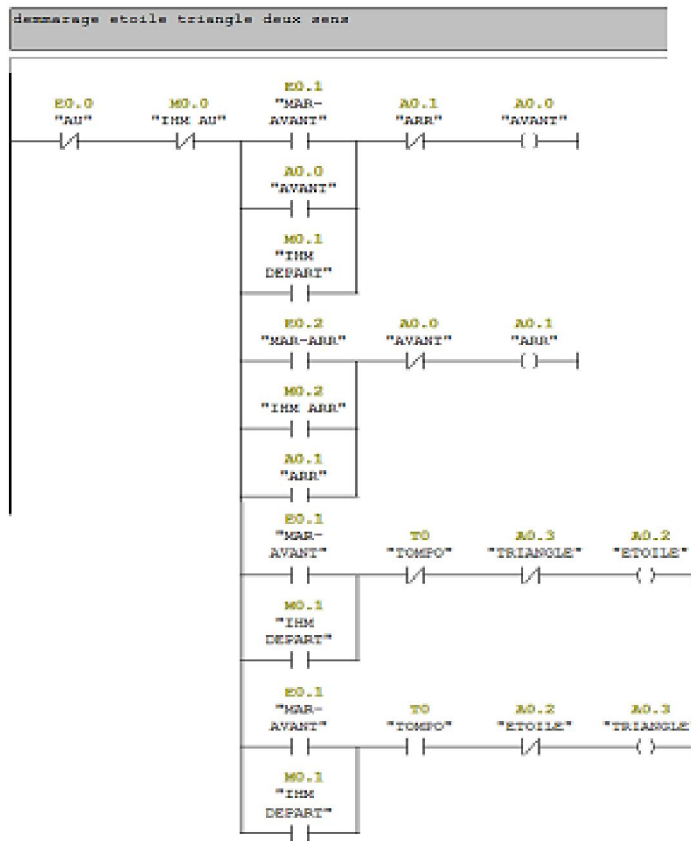 demmarage etoile triangle deux sens
E0.1
E0.0 M0.0 "MAR- A0.1 A0.0
"AU" "IHM AU" AVANT" "ARR" "AVANT"
A0.0
"AVANT"
M0.1
"IHM
DEPART"
E0.2 A0.0 A0.1
"MAR-ARR" "AVANT" "ARR"
M0.2
"IHM ARR"
A0.1
"ARR"
E0.1
"MAR- T0 A0.3 A0.2
AVANT" "TOMPO" "TRIANGLE" "ETOILE"
M0.1
"IHM
DEPART"
E0.1
"MAR- T0 A0.2 A0.3
AVANT" "TOMPO" "ETOILE" "TRIANGLE"
M0.1
"IHM
DEPART"